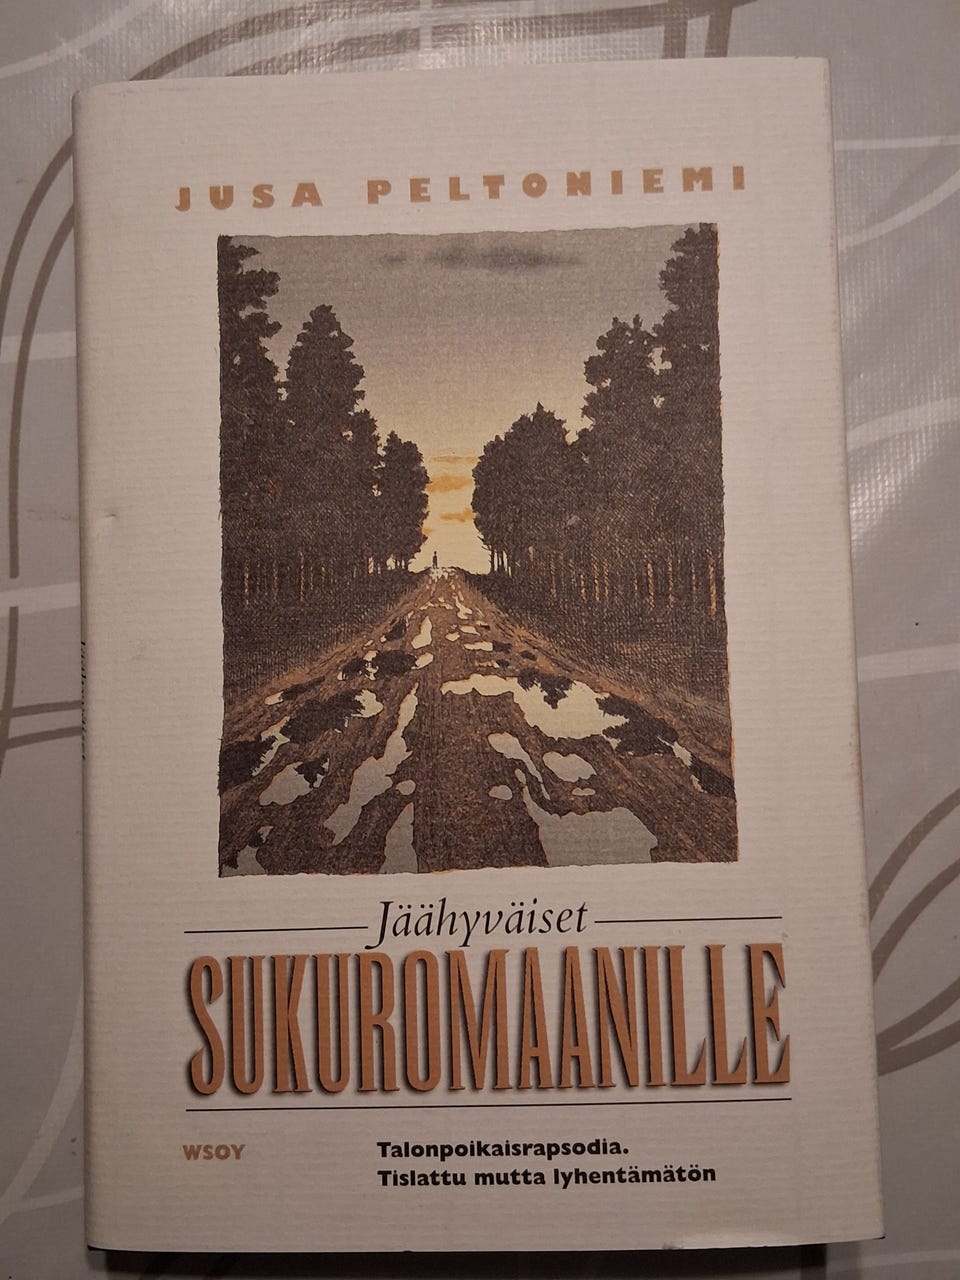 JUSA PELTONIEMI
Jäähyväiset
SUKUROMAANILLE
WSOY
Talonpoikaisrapsodia.
Tislattu mutta lyhentämätön